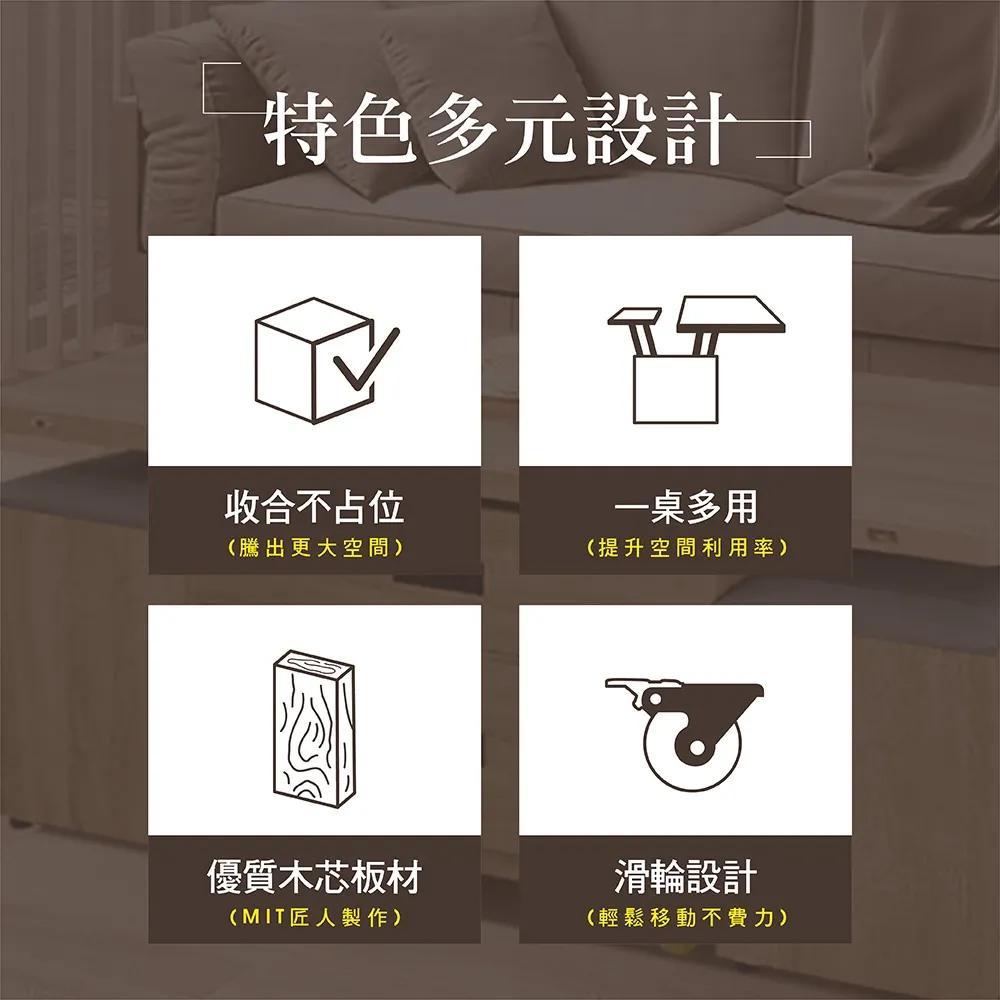 特色多元設計
收合不占位
（騰出更大空間）
一桌多用
（提升空間利用率）
優質木芯板材
（MIT匠人製作）
滑輪設計
（輕鬆移動不費力）